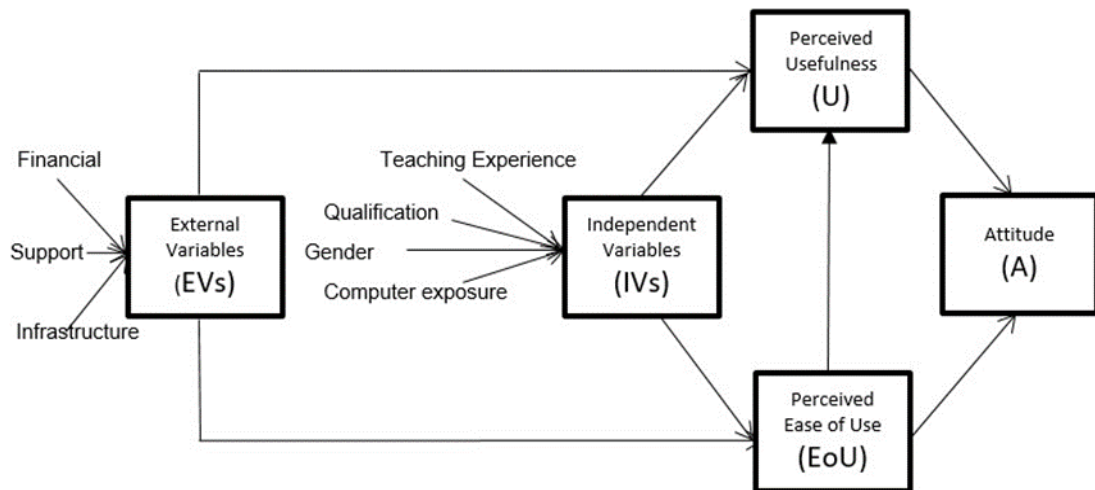 Perceived
Usefulness
(U)
Financial
Support
Infrastructure
External
Variables
(EVs)
Teaching Experience
Qualification
Gender
Computer exposure
Independent
Variables
(IVs)
Attitude
(A)
Perceived
Ease of Use
(EoU)